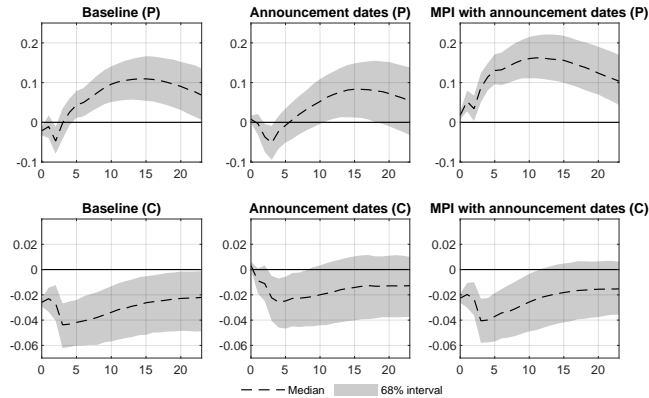 Baseline (P)
Announcement dates (P)
MPI with announcement dates (P)
0.2
0.1
0
-0.1
0 5 10 15 20
0.2
0.1
0
-0.1
0 5 10 15 20
0.2
0.1
0
-0.1
0 5 10 15 20
Baseline (C)
Announcement dates (C)
MPI with announcement dates (C)
0.02
0
-0.02
-0.04
-0.06
0 5 10 15 20
0.02
0
-0.02
-0.04
-0.06
0 5 10 15 20
0.02
0
-0.02
-0.04
-0.06
0 5 10 15 20
Median 68% interval